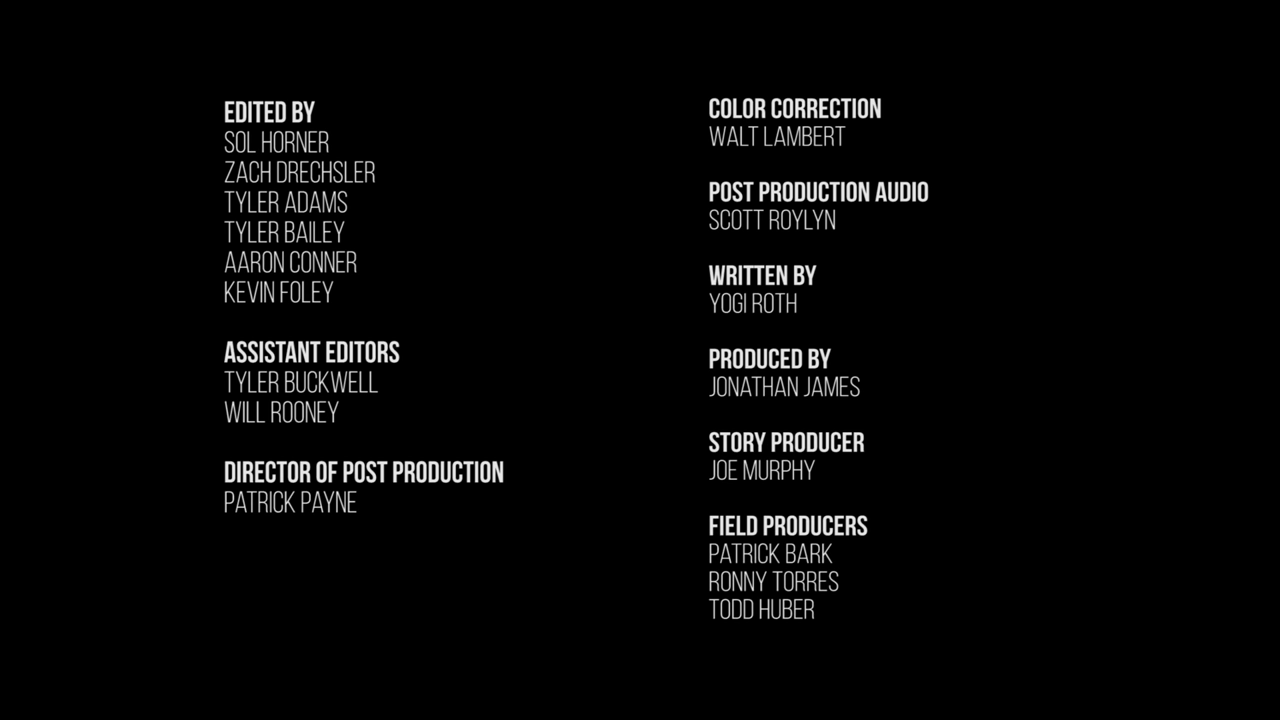 EDITED BY
SOL HORNER
ZACH DRECHSLER
TYLER ADAMS
TYLER BAILEY
AARON CONNER
KEVIN FOLEY
ASSISTANT EDITORS
TYLER BUCKWELL
WILL ROONEY
DIRECTOR OF POST PRODUCTION
PATRICK PAYNE
COLOR CORRECTION
WALT LAMBERT
POST PRODUCTION AUDIO
SCOTT ROYLYN
WRITTEN BY
YOGI ROTH
PRODUCED BY
JONATHAN JAMES
STORY PRODUCER
JOE MURPHY
FIELD PRODUCERS
PATRICK BARK
RONNY TORRES
TODD HUBER